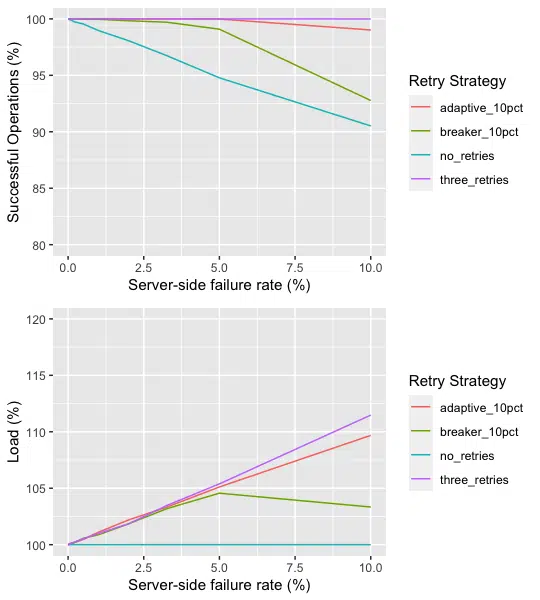 Successful Operations (%)
100
95
90
85
80
0.0 2.5 5.0 7.5 10.0
Server-side failure rate (%)
Retry Strategy
adaptive_10pct
breaker_10pct
no_retries
three_retries
Load (%)
120
115
110
105
100
0.0 2.5 5.0 7.5 10.0
Server-side failure rate (%)
Retry Strategy
adaptive_10pct
breaker_10pct
no_retries
three_retries